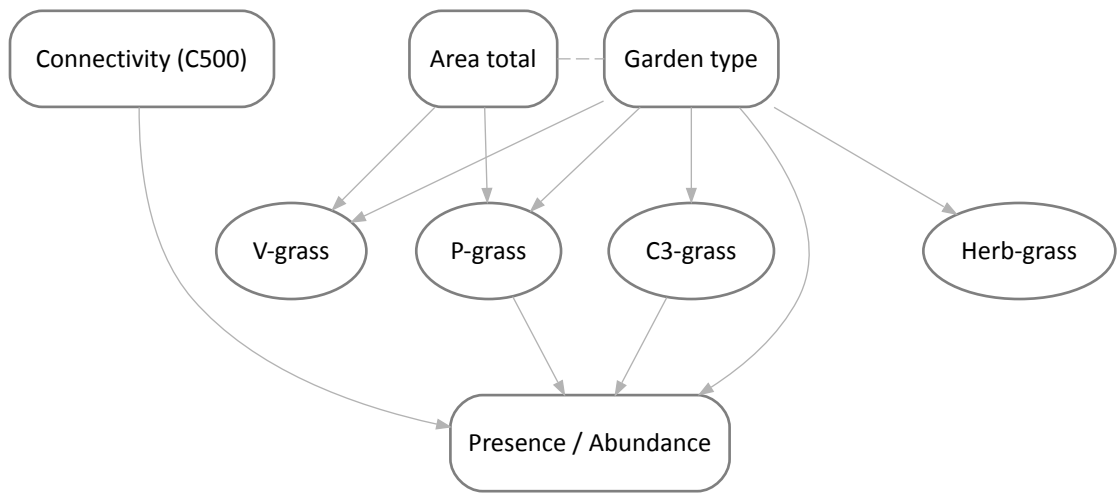 Connectivity (C500)
Area total
Garden type
V-grass
P-grass
C3-grass
Herb-grass
Presence / Abundance